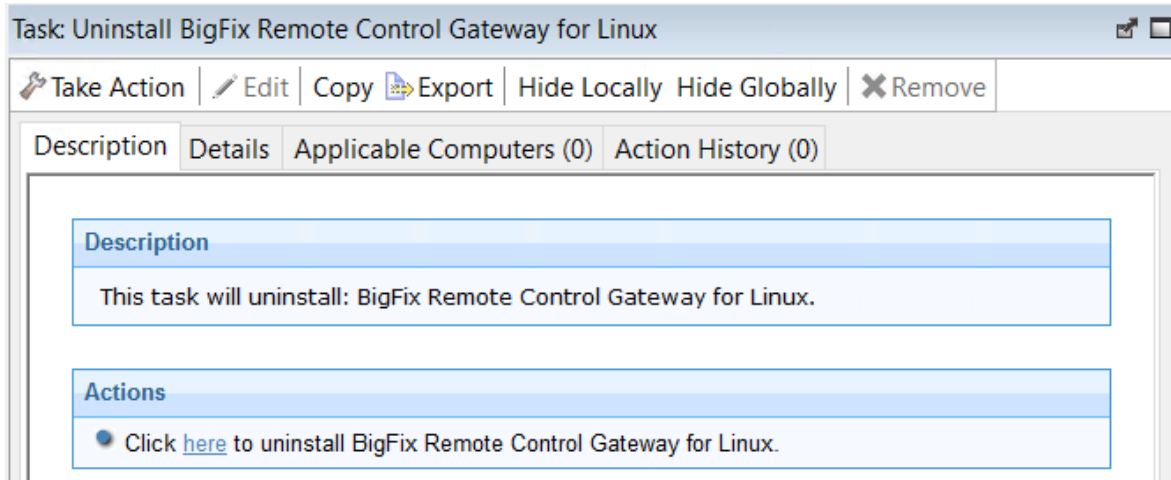 Task: Uninstall BigFix Remote Control Gateway for Linux
Take Action Edit Copy Export Hide Locally Hide Globally Remove
Description Details Applicable Computers (0) Action History (0)
Description
This task will uninstall: BigFix Remote Control Gateway for Linux.
Actions
Click here to uninstall BigFix Remote Control Gateway for Linux.